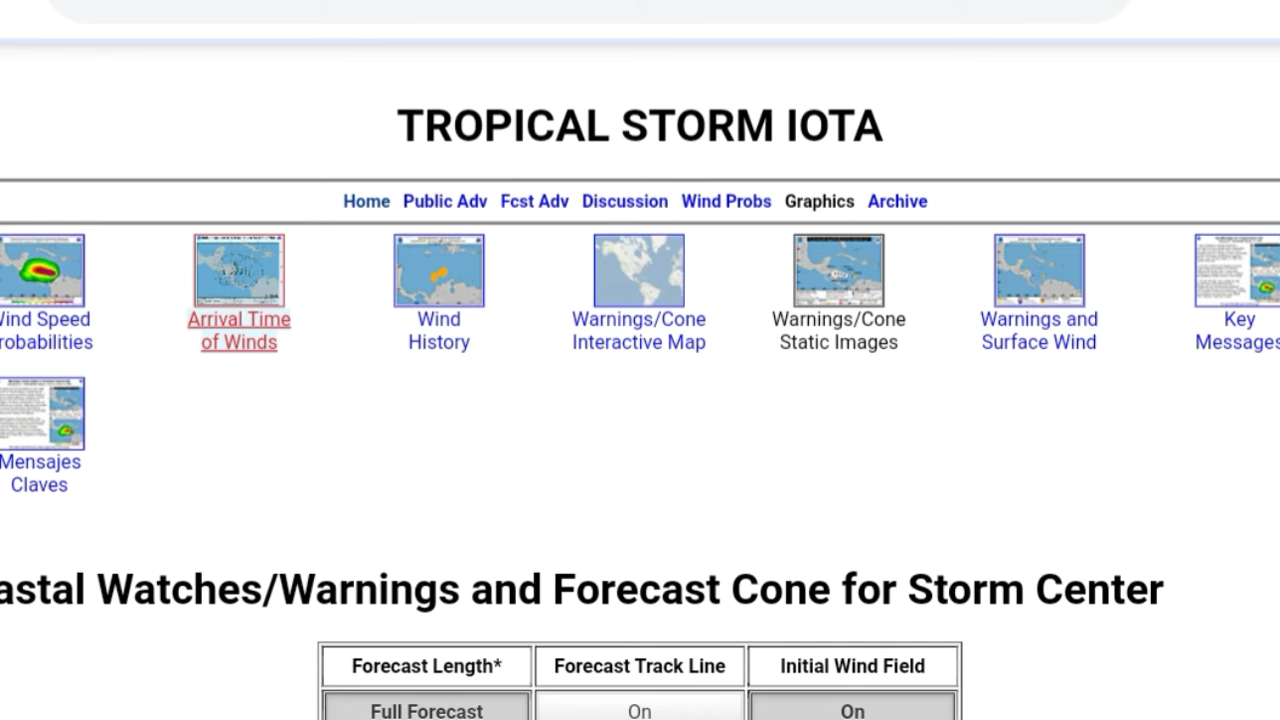 TROPICAL STORM IOTA
Home Public Adv Fcst Adv Discussion Wind Probs Graphics Archive
Wind Speed
Probabilities
Arrival Time
of Winds
Wind
History
Warnings/Cone
Interactive Map
Warnings/Cone
Static Images
Warnings and
Surface Wind
Key
Messages
Mensajes
Claves
astal Watches/Warnings and Forecast Cone for Storm Center
Forecast Length* Forecast Track Line Initial Wind Field
Full Forecast On On